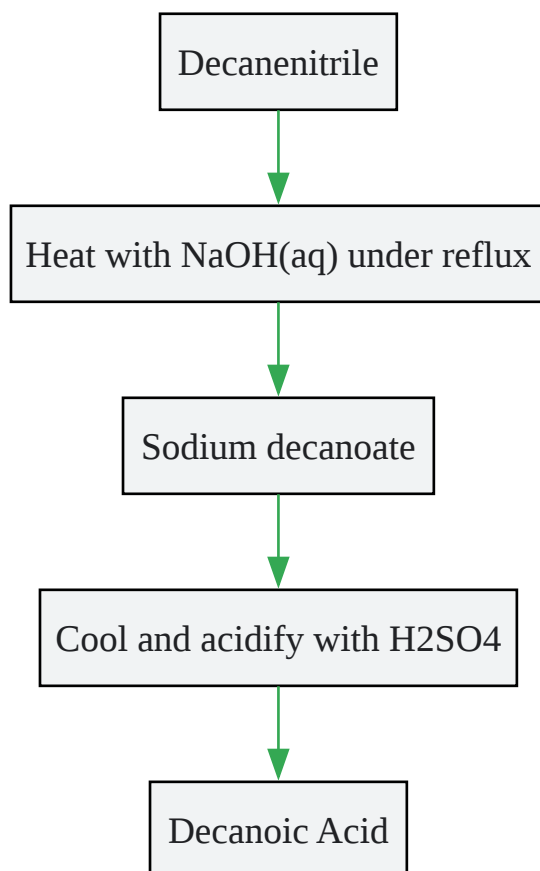 Decanenitrile
Heat with NaOH(aq) under reflux
Sodium decanoate
Cool and acidify with H2SO4
Decanoic Acid